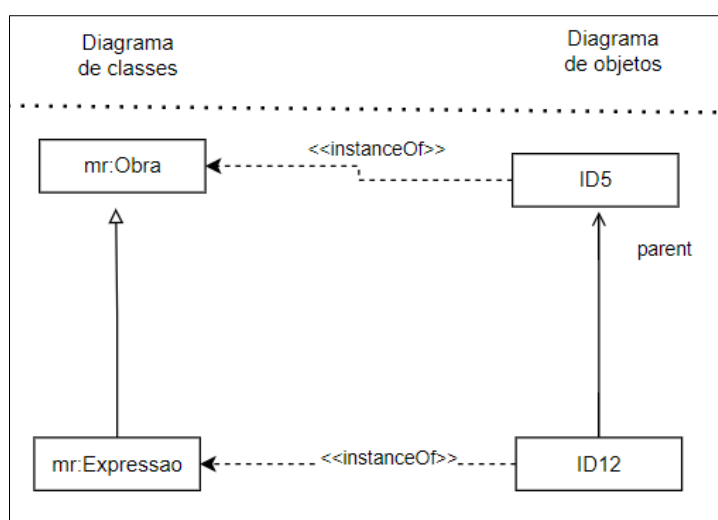 Diagrama
de classes
Diagrama
de objetos
<<instanceOf>>
mr:Obra
ID5
parent
mr:Expressao
<<instanceOf>>
ID12